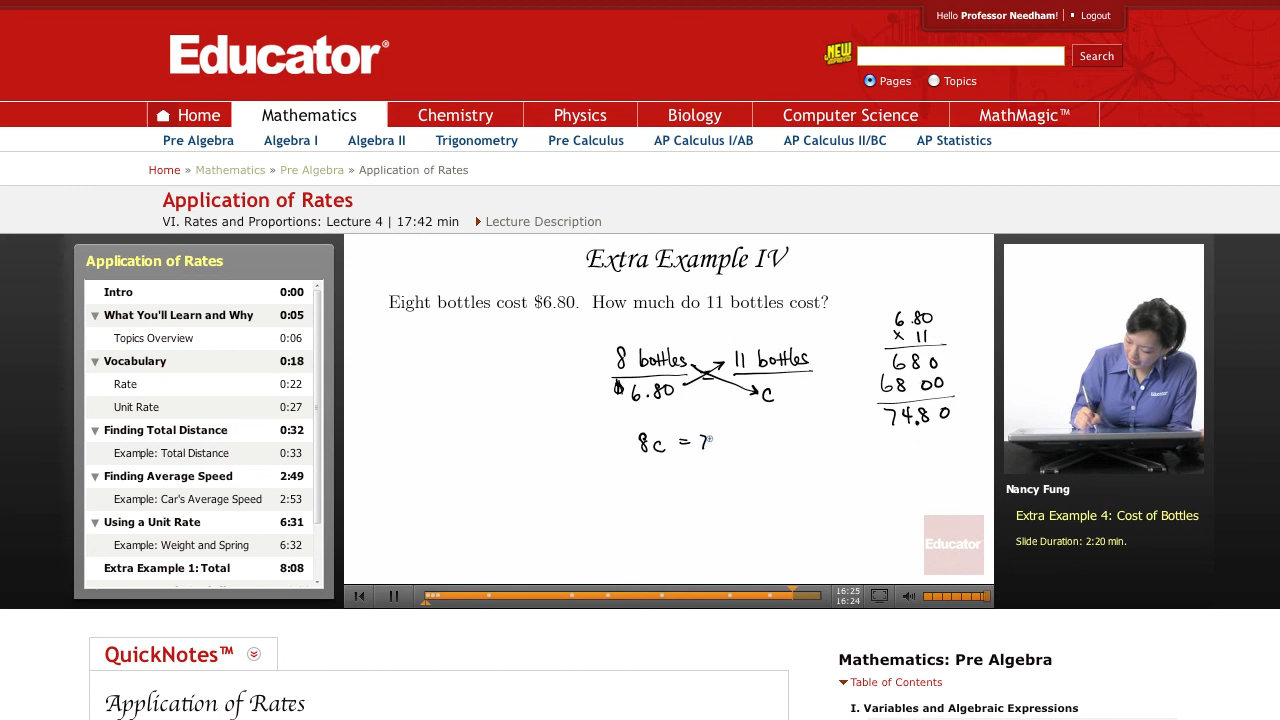 Hello Professor Needham! Logout
Educator®
NEW
Search
Pages Topics
Home Mathematics Chemistry Physics Biology Computer Science MathMagic™
Pre Algebra Algebra I Algebra II Trigonometry Pre Calculus AP Calculus I/AB AP Calculus II/BC AP Statistics
Home » Mathematics » Pre Algebra » Application of Rates
Application of Rates
VI. Rates and Proportions: Lecture 4 | 17:42 min Lecture Description
Application of Rates
Intro 0:00
What You'll Learn and Why 0:05
Topics Overview 0:06
Vocabulary 0:18
Rate 0:22
Unit Rate 0:27
Finding Total Distance 0:32
Example: Total Distance 0:33
Finding Average Speed 2:49
Example: Car's Average Speed 2:53
Using a Unit Rate 6:31
Example: Weight and Spring 6:32
Extra Example 1: Total 8:08
Extra Example IV
Eight bottles cost $6.80. How much do 11 bottles cost?
8 bottles = 11 bottles
$6.80 c
8c = 7
6.80
x 11
680
6800
74.80
Educator
16:25
16:24
Educator
Nancy Fung
Extra Example 4: Cost of Bottles
Slide Duration: 2:20 min.
QuickNotes™
Application of Rates
Mathematics: Pre Algebra
Table of Contents
I. Variables and Algebraic Expressions